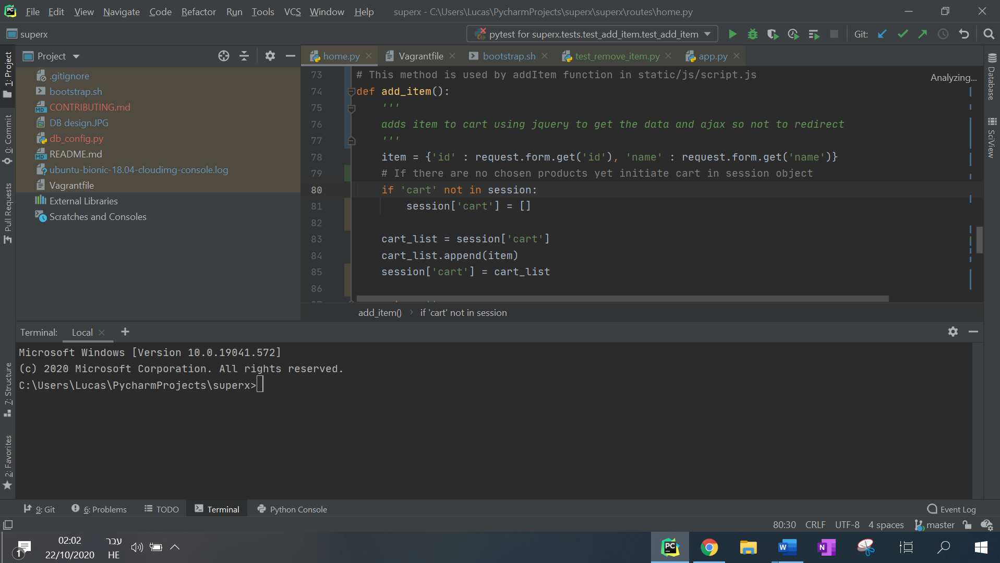 File Edit View Navigate Code Refactor Run Tools VCS Window Help superx - C:\Users\Lucas\PycharmProjects\superx\superx\routes\home.py
superx
pytest for superx.tests.test_add_item.test_add_item
Git:
1: Project
0: Commit
Pull Requests
7: Structure
2: Favorites
Project
.gitignore
bootstrap.sh
CONTRIBUTING.md
DB design.JPG
db_config.py
README.md
ubuntu-bionic-18.04-cloudimg-console.log
Vagrantfile
External Libraries
Scratches and Consoles
home.py Vagrantfile bootstrap.sh test_remove_item.py app.py
Analyzing...
73 # This method is used by addItem function in static/js/script.js
74 def add_item():
75 '''
76 adds item to cart using jquery to get the data and ajax so not to redirect
77 '''
78 item = {'id' : request.form.get('id'), 'name' : request.form.get('name')}
79 # If there are no chosen products yet initiate cart in session object
80 if 'cart' not in session:
81 session['cart'] = []
82
83 cart_list = session['cart']
84 cart_list.append(item)
85 session['cart'] = cart_list
86
add_item() if 'cart' not in session
Database
SciView
Terminal: Local
Microsoft Windows [Version 10.0.19041.572]
(c) 2020 Microsoft Corporation. All rights reserved.
C:\Users\Lucas\PycharmProjects\superx>
9: Git 6: Problems TODO Terminal Python Console Event Log
80:30 CRLF UTF-8 4 spaces master
1
02:02
22/10/2020
עבר
HE